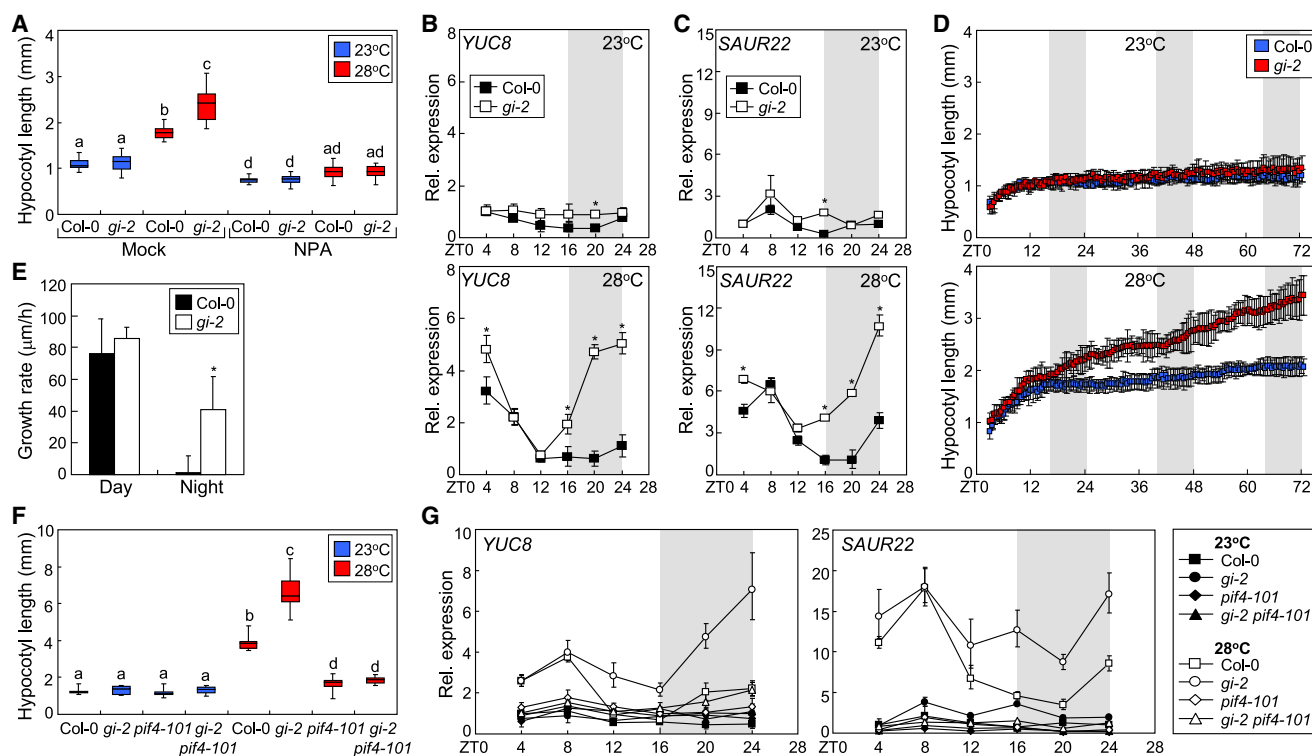 A
Hypocotyl length (mm)
4
3
2
1
0
23ºC
28ºC
a
a
b
c
d
d
ad
ad
Col-0 gi-2 Col-0 gi-2 Col-0 gi-2 Col-0 gi-2
Mock NPA
B
YUC8 23ºC
Col-0
gi-2
Rel. expression
8
6
4
2
0
*
ZT0 4 8 12 16 20 24 28
YUC8 28ºC
Rel. expression
8
6
4
2
0
* * * *
ZT0 4 8 12 16 20 24 28
C
SAUR22 23ºC
Col-0
gi-2
Rel. expression
15
12
9
6
3
0
*
ZT0 4 8 12 16 20 24 28
SAUR22 28ºC
Rel. expression
15
12
9
6
3
0
* * * *
ZT0 4 8 12 16 20 24 28
D
23ºC
Col-0
gi-2
Hypocotyl length (mm)
4
3
2
1
0
ZT0 12 24 36 48 60 72
28ºC
Hypocotyl length (mm)
4
3
2
1
0
ZT0 12 24 36 48 60 72
E
Growth rate (µm/h)
120
100
80
60
40
20
0
Col-0
gi-2
*
Day Night
F
Hypocotyl length (mm)
10
8
6
4
2
0
23ºC
28ºC
a a a a b c d d
Col-0 gi-2 pif4-101 gi-2 pif4-101 Col-0 gi-2 pif4-101 gi-2 pif4-101
G
YUC8
Rel. expression
10
8
6
4
2
0
ZT0 4 8 12 16 20 24 28
SAUR22
25
20
15
10
5
0
ZT0 4 8 12 16 20 24 28
23ºC
Col-0
gi-2
pif4-101
gi-2 pif4-101
28ºC
Col-0
gi-2
pif4-101
gi-2 pif4-101